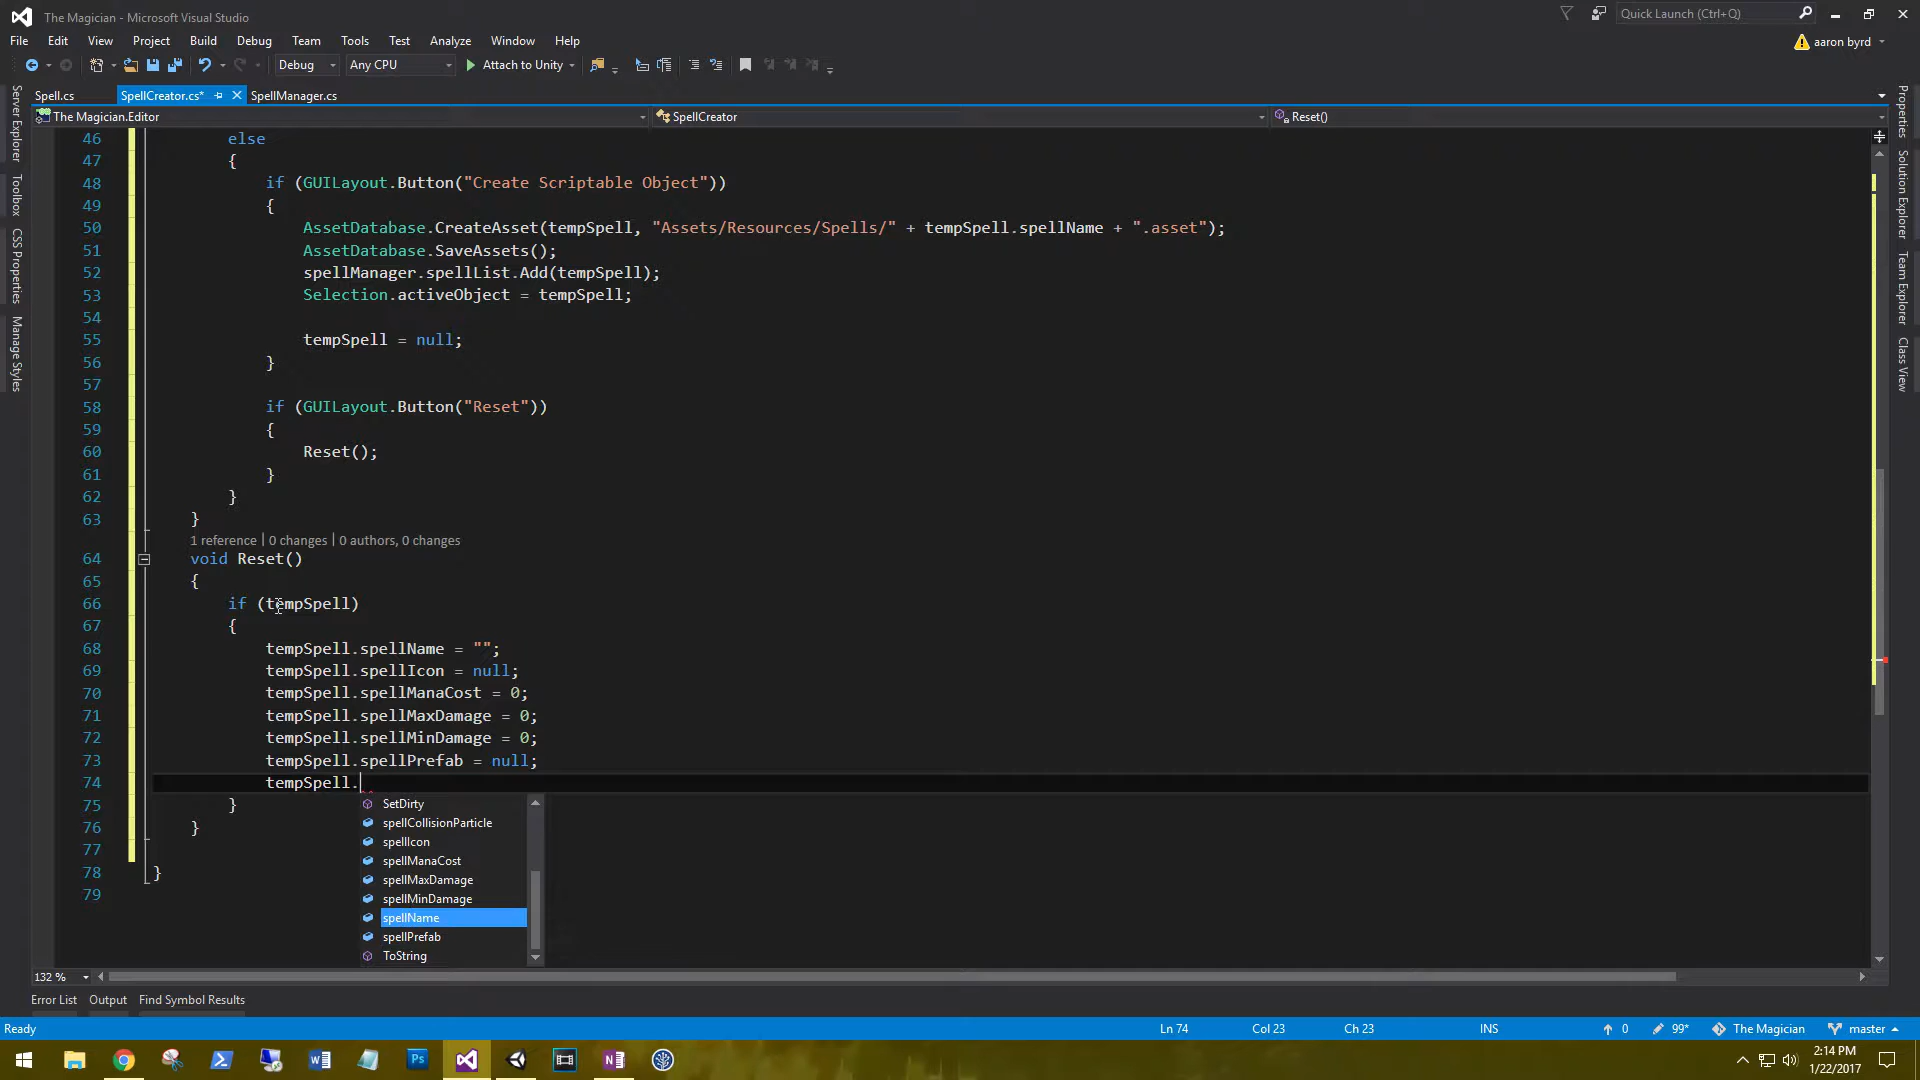 The Magician - Microsoft Visual Studio
Quick Launch (Ctrl+Q)
File Edit View Project Build Debug Team Tools Test Analyze Window Help
aaron byrd
Debug Any CPU Attach to Unity
Spell.cs SpellCreator.cs* SpellManager.cs
The Magician.Editor SpellCreator Reset()
Server Explorer
Toolbox
CSS Properties
Manage Styles
Properties
Solution Explorer
Team Explorer
Class View
46 else
47 {
48 if (GUILayout.Button("Create Scriptable Object"))
49 {
50 AssetDatabase.CreateAsset(tempSpell, "Assets/Resources/Spells/" + tempSpell.spellName + ".asset");
51 AssetDatabase.SaveAssets();
52 spellManager.spellList.Add(tempSpell);
53 Selection.activeObject = tempSpell;
54
55 tempSpell = null;
56 }
57
58 if (GUILayout.Button("Reset"))
59 {
60 Reset();
61 }
62 }
63 }
1 reference | 0 changes | 0 authors, 0 changes
64 void Reset()
65 {
66 if (tempSpell)
67 {
68 tempSpell.spellName = "";
69 tempSpell.spellIcon = null;
70 tempSpell.spellManaCost = 0;
71 tempSpell.spellMaxDamage = 0;
72 tempSpell.spellMinDamage = 0;
73 tempSpell.spellPrefab = null;
74 tempSpell.
75 }
76 }
77
78 }
79
SetDirty
spellCollisionParticle
spellIcon
spellManaCost
spellMaxDamage
spellMinDamage
spellName
spellPrefab
ToString
132 %
Error List Output Find Symbol Results
Ready Ln 74 Col 23 Ch 23 INS 0 99* The Magician master
2:14 PM
1/22/2017